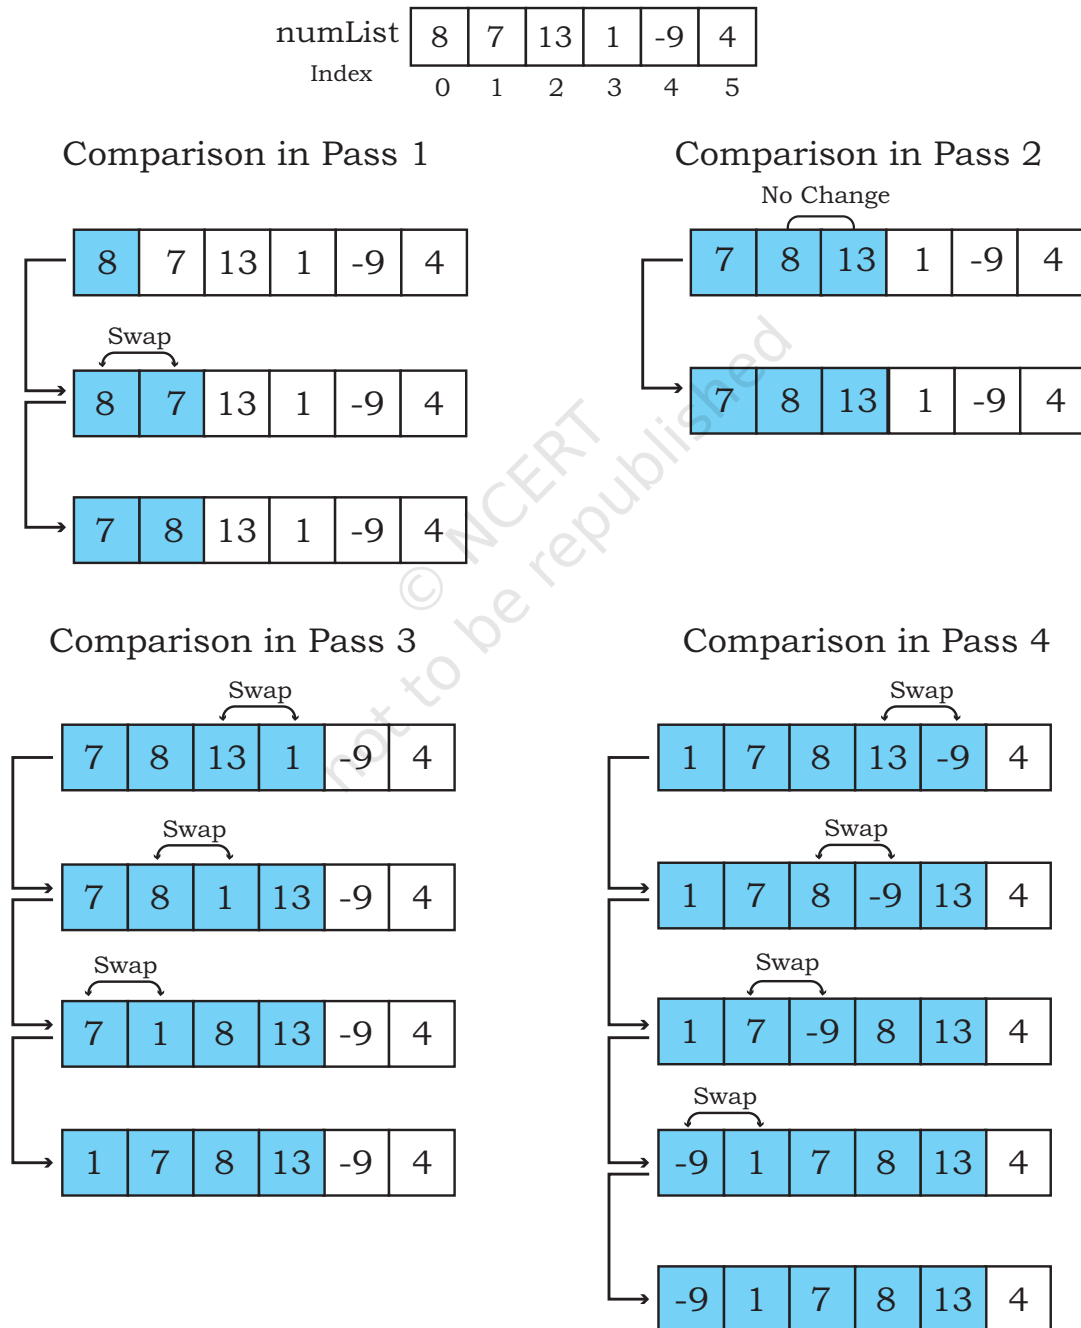 numList 8 7 13 1 -9 4
Index 0 1 2 3 4 5
Comparison in Pass 1
8 7 13 1 -9 4
Swap
8 7 13 1 -9 4
7 8 13 1 -9 4
Comparison in Pass 2
No Change
7 8 13 1 -9 4
7 8 13 1 -9 4
© NCERT
not to be republished
Comparison in Pass 3
Swap
7 8 13 1 -9 4
Swap
7 8 1 13 -9 4
Swap
7 1 8 13 -9 4
1 7 8 13 -9 4
Comparison in Pass 4
Swap
1 7 8 13 -9 4
Swap
1 7 8 -9 13 4
Swap
1 7 -9 8 13 4
Swap
-9 1 7 8 13 4
-9 1 7 8 13 4